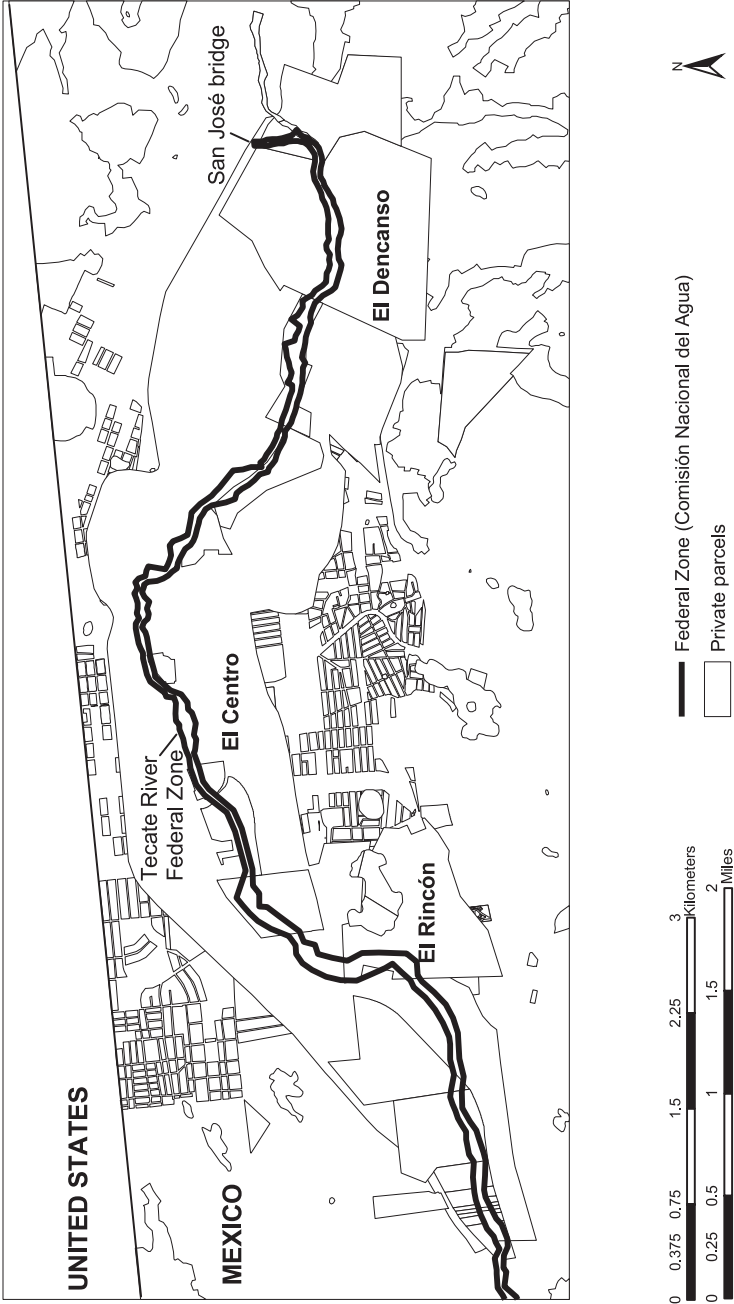 UNITED STATES
MEXICO
Tecate River
Federal Zone
San José bridge
El Centro
El Rincón
El Dencanso
0 0.375 0.75 1.5 2.25 3
Kilometers
0 0.25 0.5 1 1.5 2
Miles
Federal Zone (Comisión Nacional del Agua)
Private parcels
N